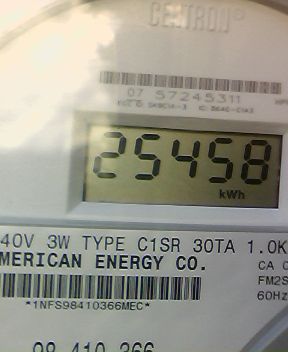 CENTRON®
07 57245311
25458
kWh
40V 3W TYPE C1SR 30TA 1.0K
MERICAN ENERGY CO.
CA 
FM2S
60Hz
*1NFS98410366MEC*
98 410 366